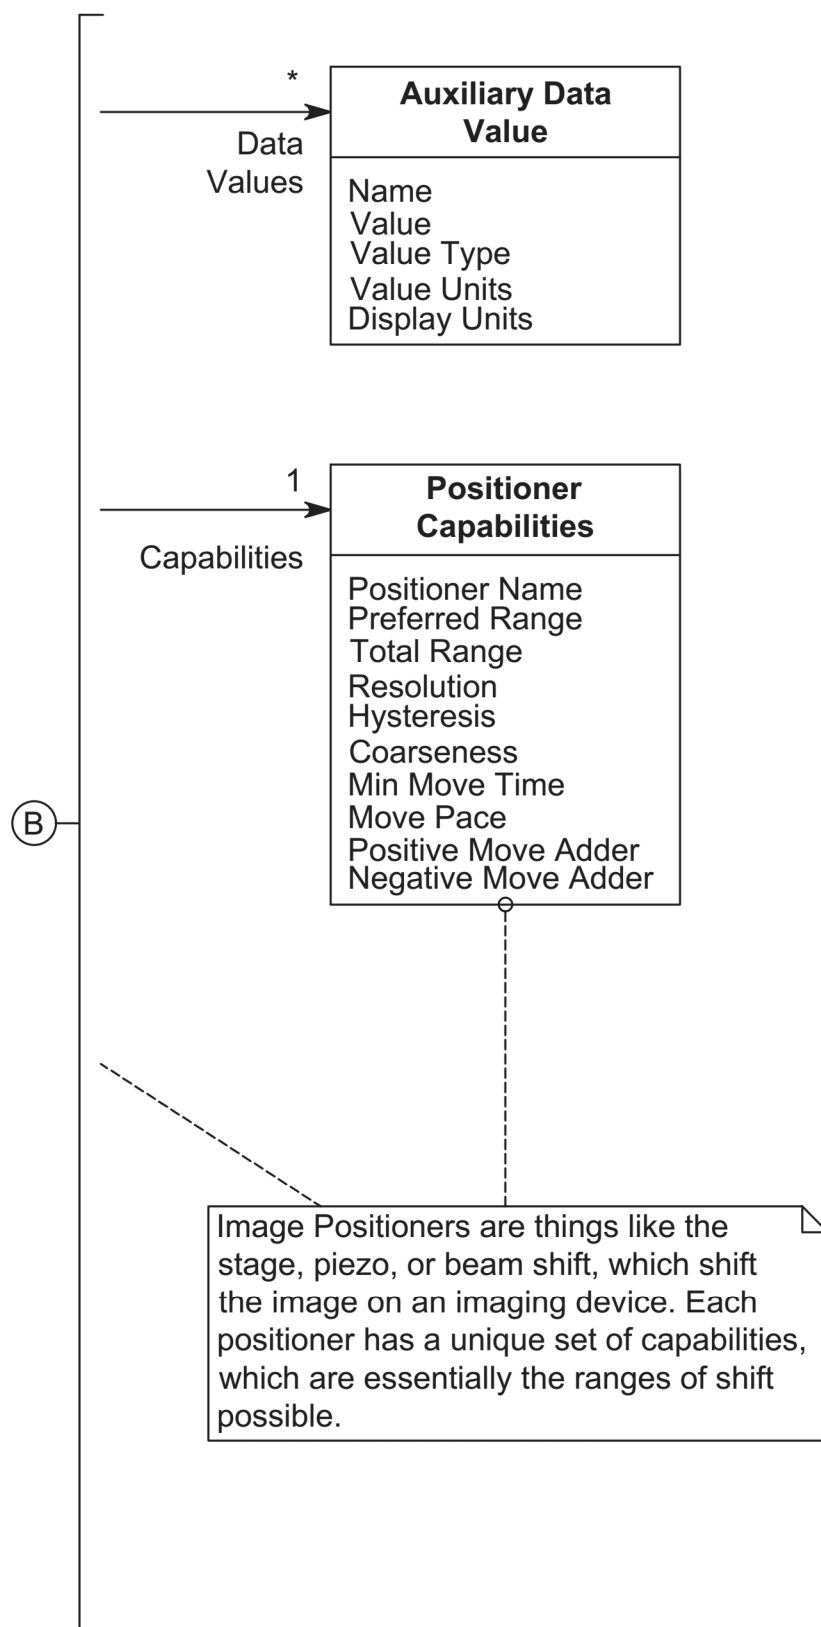 *
Data
Values
Auxiliary Data
Value
Name
Value
Value Type
Value Units
Display Units
1
Capabilities
Positioner
Capabilities
Positioner Name
Preferred Range
Total Range
Resolution
Hysteresis
Coarseness
Min Move Time
Move Pace
Positive Move Adder
Negative Move Adder
B
Image Positioners are things like the
stage, piezo, or beam shift, which shift
the image on an imaging device. Each
positioner has a unique set of capabilities,
which are essentially the ranges of shift
possible.